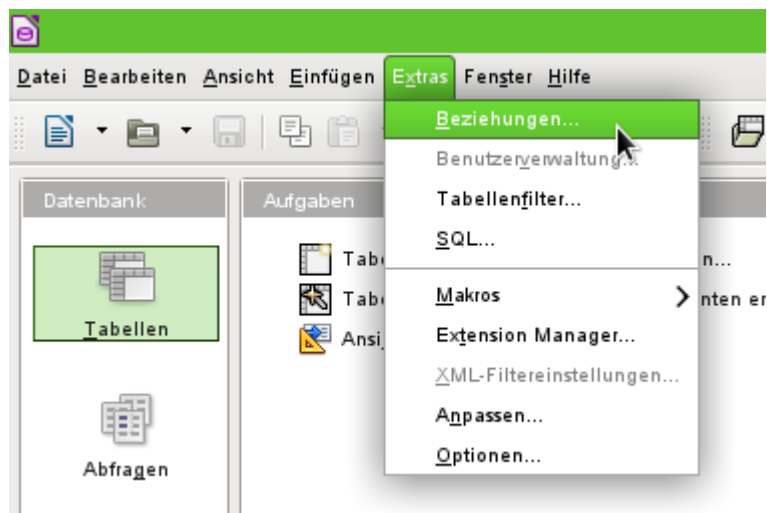 Datei Bearbeiten Ansicht Einfügen Extras Fenster Hilfe
Beziehungen...
Benutzerverwaltung...
Tabellenfilter...
SQL...
Makros
Extension Manager...
XML-Filtereinstellungen...
Anpassen...
Optionen...
Datenbank
Tabellen
Abfragen
Aufgaben